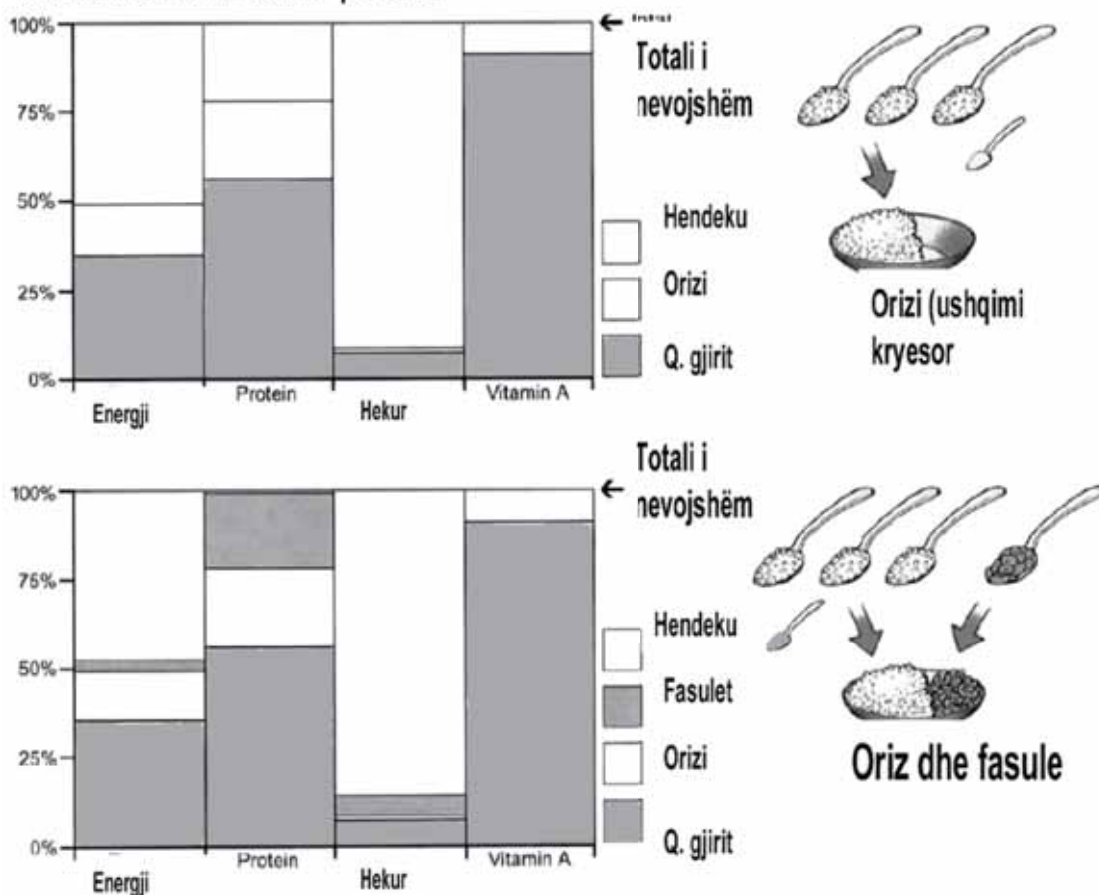 100%
75%
50%
25%
0%
Energji
Protein
Hekur
Vitamin A
←
Totali i
nevojshëm
Hendeku
Orizi
Q. gjirit
Orizi (ushqimi
kryesor
100%
75%
50%
25%
0%
Energji
Protein
Hekur
Vitamin A
←
Totali i
nevojshëm
Hendeku
Fasulet
Orizi
Q. gjirit
Oriz dhe fasule